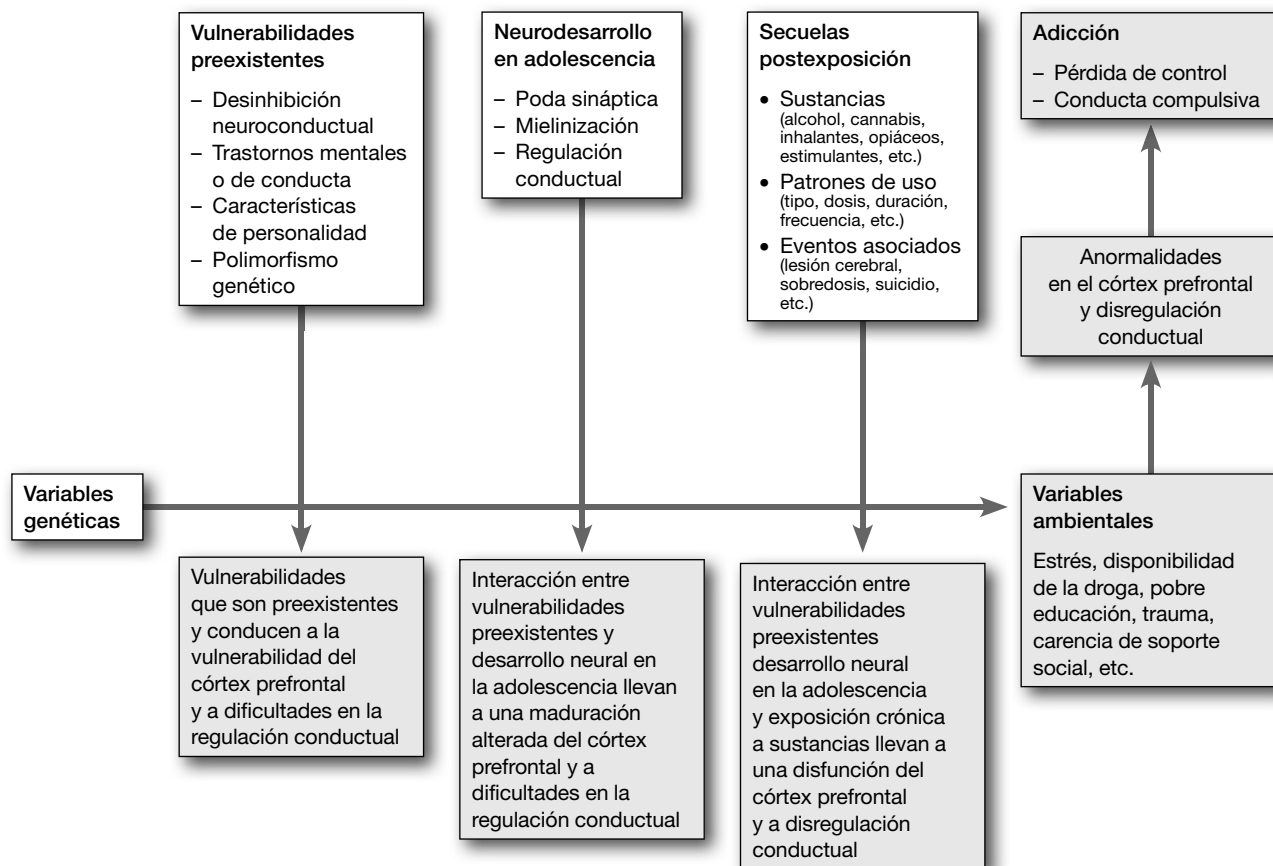 Vulnerabilidades
preexistentes
– Desinhibición
neuroconductual
– Trastornos mentales
o de conducta
– Características
de personalidad
– Polimorfismo
genético
Neurodesarrollo
en adolescencia
– Poda sináptica
– Mielinización
– Regulación
conductual
Secuelas
postexposición
• Sustancias
(alcohol, cannabis,
inhalantes, opiáceos,
estimulantes, etc.)
• Patrones de uso
(tipo, dosis, duración,
frecuencia, etc.)
• Eventos asociados
(lesión cerebral,
sobredosis, suicidio,
etc.)
Adicción
– Pérdida de control
– Conducta compulsiva
Anormalidades
en el córtex prefrontal
y disregulación
conductual
Variables
genéticas
Variables
ambientales
Estrés, disponibilidad
de la droga, pobre
educación, trauma,
carencia de soporte
social, etc.
Vulnerabilidades
que son preexistentes
y conducen a la
vulnerabilidad del
córtex prefrontal
y a dificultades en la
regulación conductual
Interacción entre
vulnerabilidades
preexistentes y
desarrollo neural en
la adolescencia llevan
a una maduración
alterada del córtex
prefrontal y a
dificultades en la
regulación conductual
Interacción entre
vulnerabilidades
preexistentes
desarrollo neural
en la adolescencia
y exposición crónica
a sustancias llevan a
una disfunción del
córtex prefrontal
y a disregulación
conductual